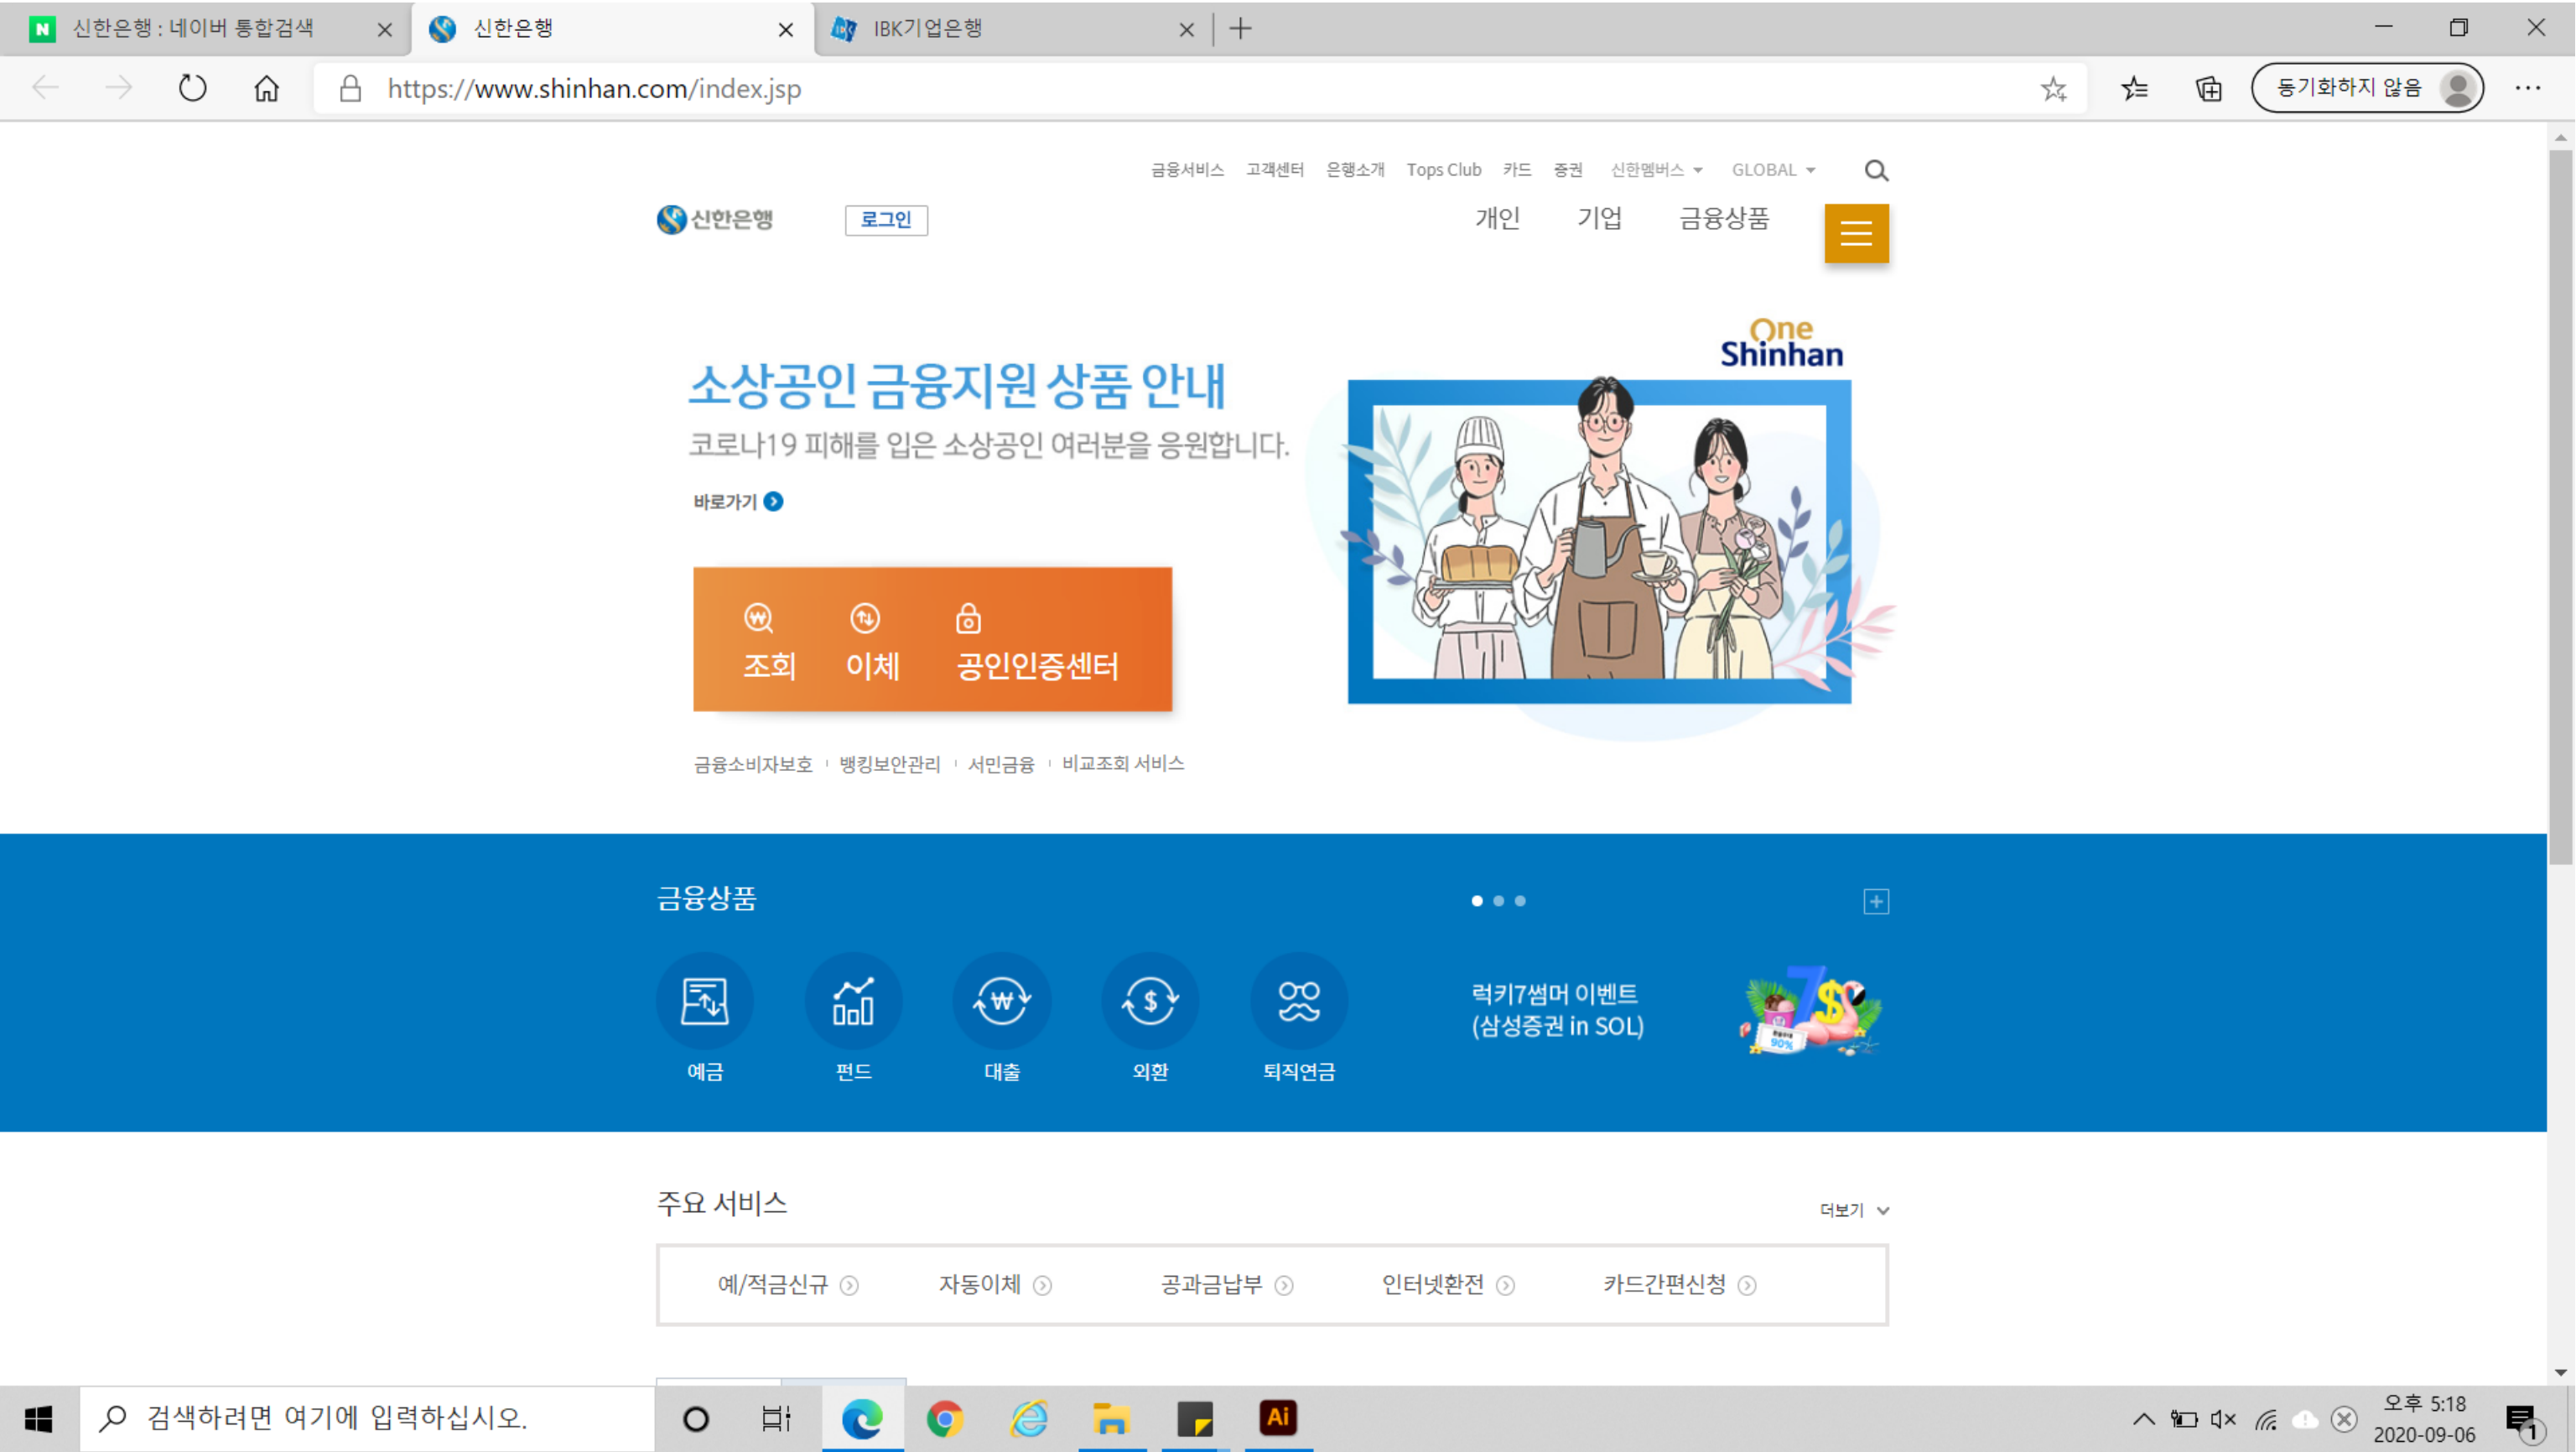 신한은행 : 네이버 통합검색
신한은행
IBK기업은행
https://www.shinhan.com/index.jsp
동기화하지 않음
금융서비스 고객센터 은행소개 Tops Club 카드 증권 신한멤버스 GLOBAL
신한은행 로그인 개인 기업 금융상품
One
Shinhan
소상공인 금융지원 상품 안내
코로나19 피해를 입은 소상공인 여러분을 응원합니다.
바로가기
조회 이체 공인인증센터
금융소비자보호 뱅킹보안관리 서민금융 비교조회 서비스
금융상품
럭키7썸머 이벤트
(삼성증권 in SOL)
7$
90%
예금 펀드 대출 외환 퇴직연금
주요 서비스
더보기
예/적금신규 자동이체 공과금납부 인터넷환전 카드간편신청
검색하려면 여기에 입력하십시오.
Ai
오후 5:18
2020-09-06
1